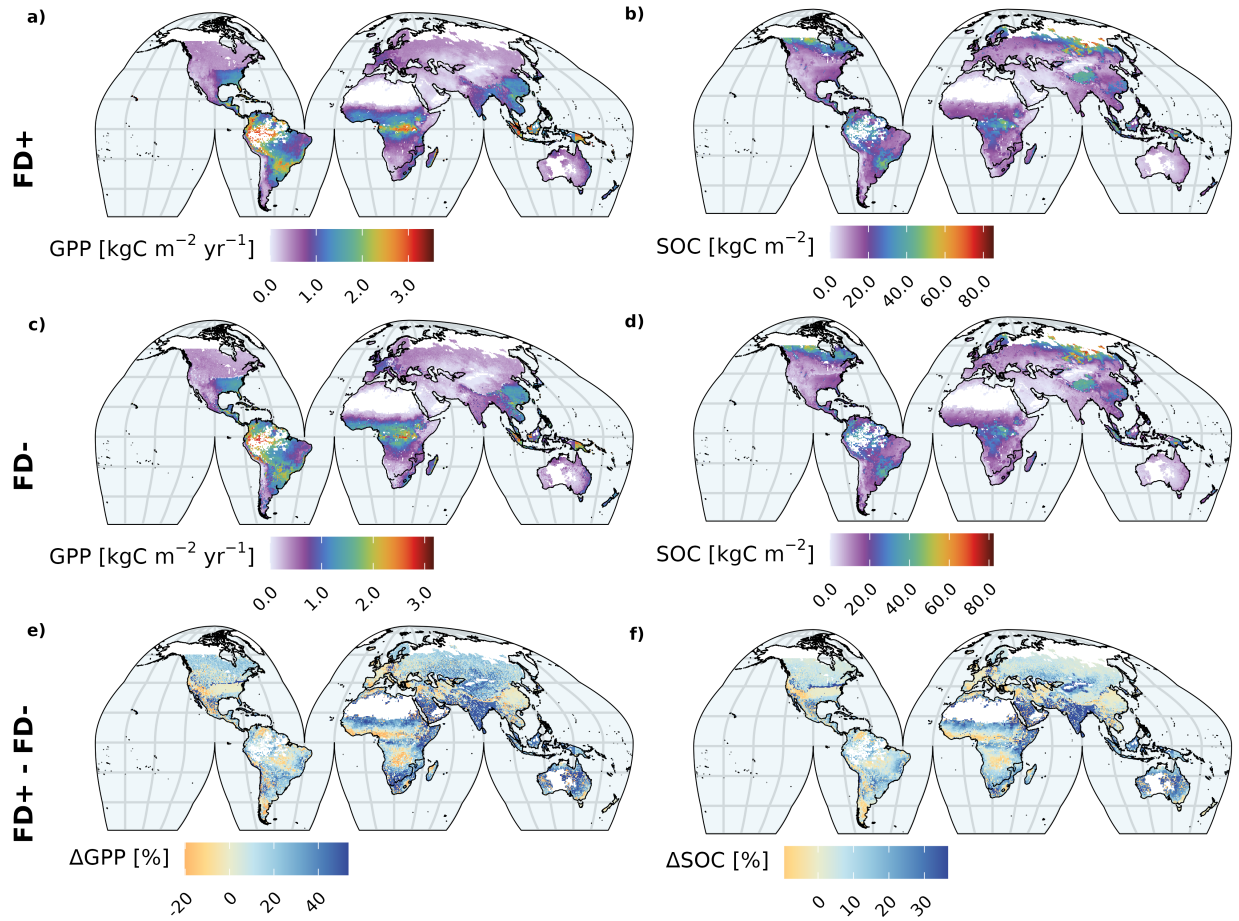 a)
b)
FD+
GPP [kgC m⁻² yr⁻¹]
0.0 1.0 2.0 3.0
SOC [kgC m⁻²]
0.0 20.0 40.0 60.0 80.0
c)
d)
FD-
GPP [kgC m⁻² yr⁻¹]
0.0 1.0 2.0 3.0
SOC [kgC m⁻²]
0.0 20.0 40.0 60.0 80.0
e)
f)
FD+ - FD-
ΔGPP [%]
-20 0 20 40
ΔSOC [%]
0 10 20 30